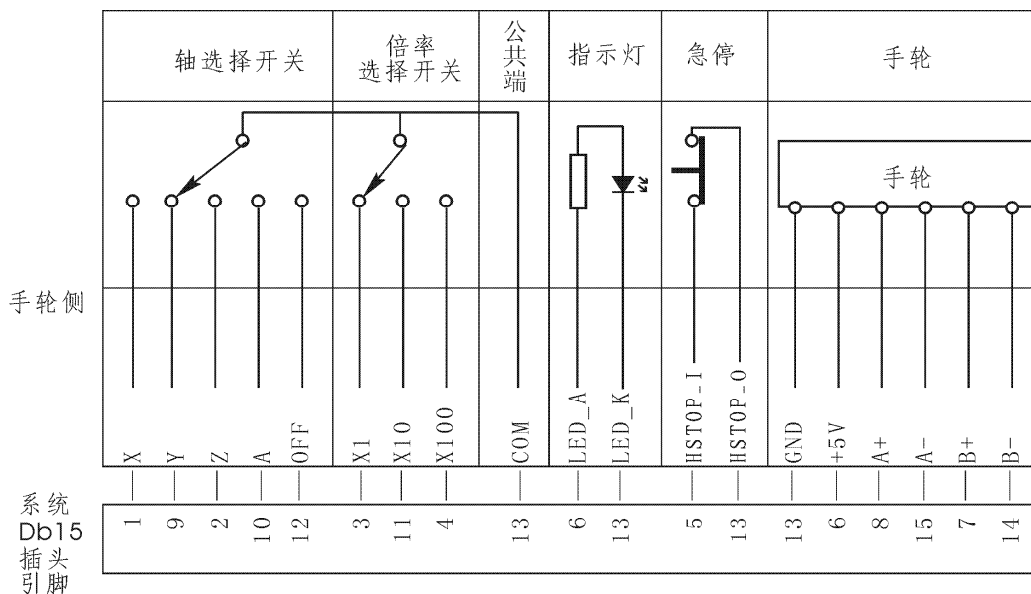 轴选择开关
倍率
选择开关
公共端
指示灯
急停
手轮
手轮
手轮侧
X
Y
Z
A
OFF
X1
X10
X100
COM
LED_A
LED_K
HSTOP_I
HSTOP_O
GND
+5V
A+
A-
B+
B-
系统
Db15
插头
引脚
1
9
2
10
12
3
11
4
13
6
13
5
13
13
6
8
15
7
14